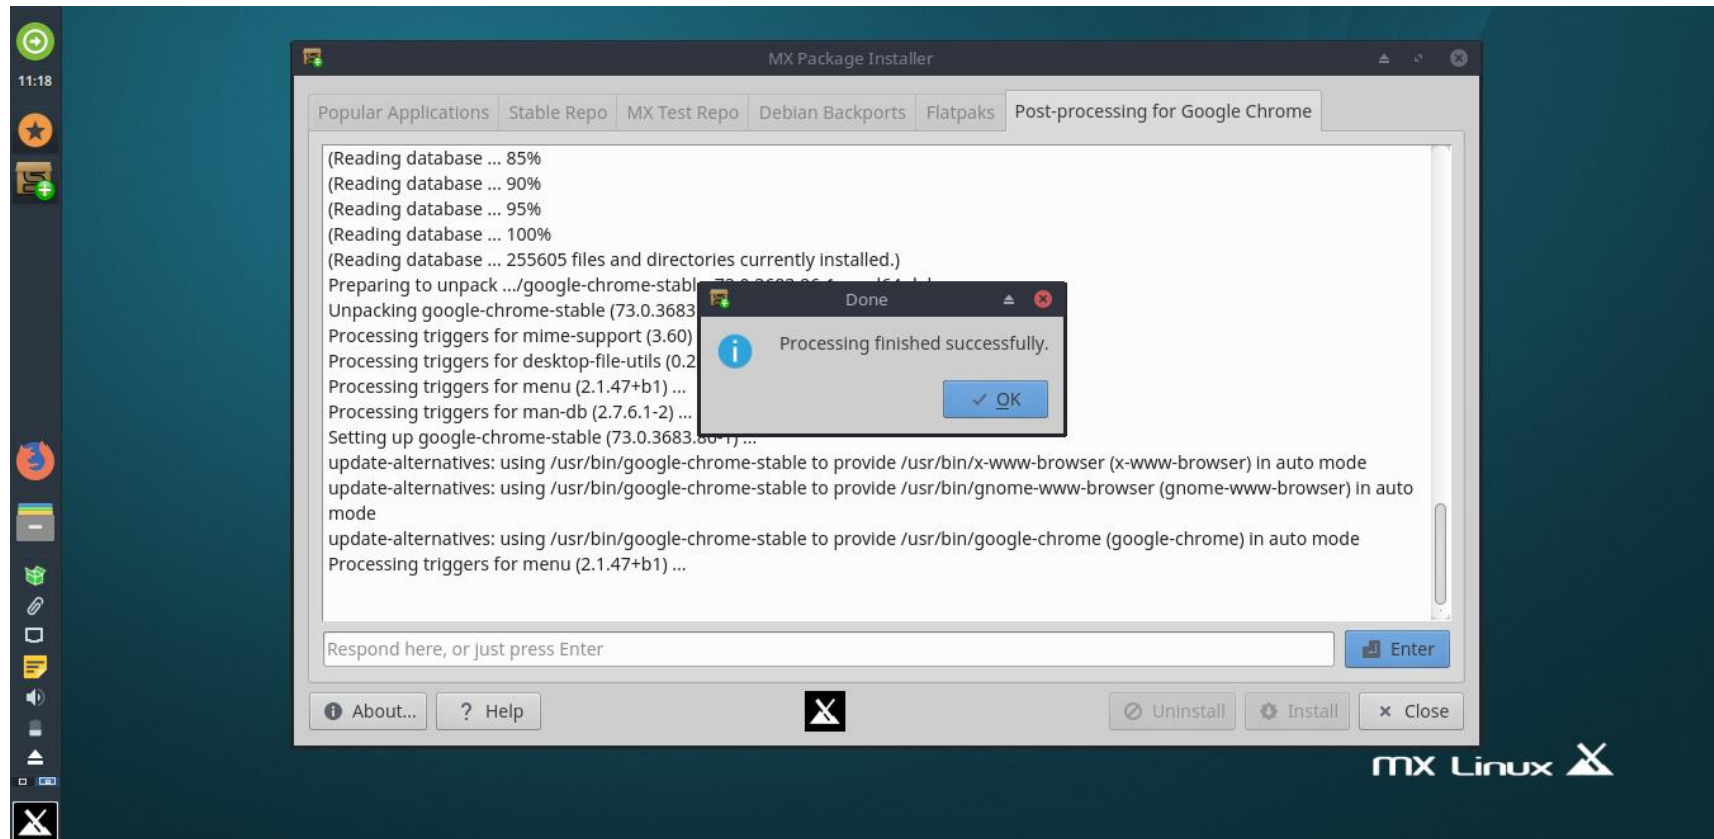 11:18
MX Package Installer
Popular Applications
Stable Repo
MX Test Repo
Debian Backports
Flatpaks
Post-processing for Google Chrome
(Reading database ... 85%
(Reading database ... 90%
(Reading database ... 95%
(Reading database ... 100%
(Reading database ... 255605 files and directories currently installed.)
Preparing to unpack .../google-chrome-stabl
Unpacking google-chrome-stable (73.0.3683
Processing triggers for mime-support (3.60)
Processing triggers for desktop-file-utils (0.2
Processing triggers for menu (2.1.47+b1) ...
Processing triggers for man-db (2.7.6.1-2) ...
Setting up google-chrome-stable (73.0.3683.86-1) ...
update-alternatives: using /usr/bin/google-chrome-stable to provide /usr/bin/x-www-browser (x-www-browser) in auto mode
update-alternatives: using /usr/bin/google-chrome-stable to provide /usr/bin/gnome-www-browser (gnome-www-browser) in auto
mode
update-alternatives: using /usr/bin/google-chrome-stable to provide /usr/bin/google-chrome (google-chrome) in auto mode
Processing triggers for menu (2.1.47+b1) ...
Done
Processing finished successfully.
OK
Respond here, or just press Enter
Enter
About...
? Help
Uninstall
Install
Close
MX Linux